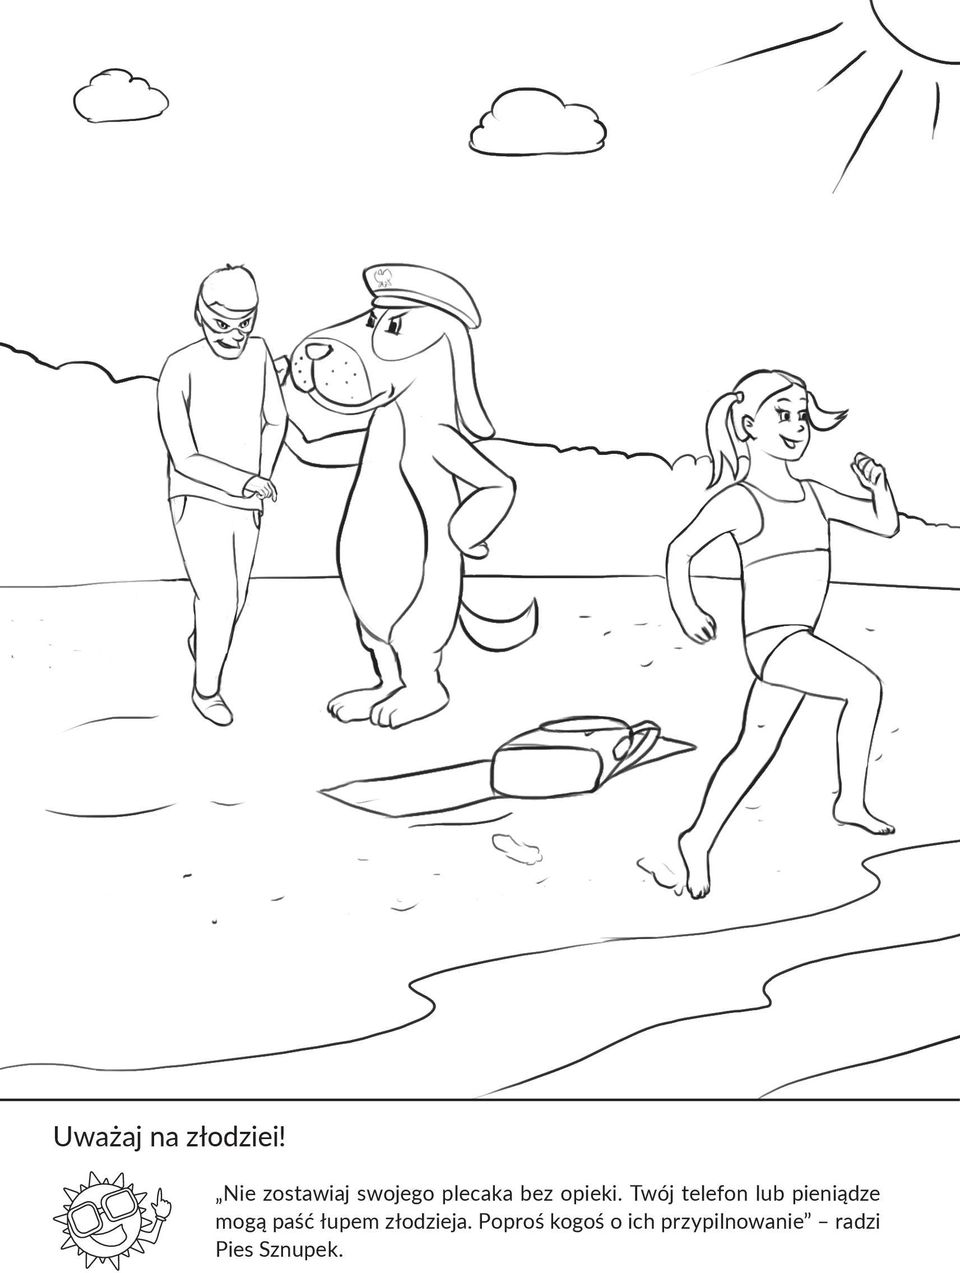 Uważaj na złodziei!
„Nie zostawiaj swojego plecaka bez opieki. Twój telefon lub pieniądze
mogą paść łupem złodzieja. Poproś kogoś o ich przypilnowanie” – radzi
Pies Sznupek.